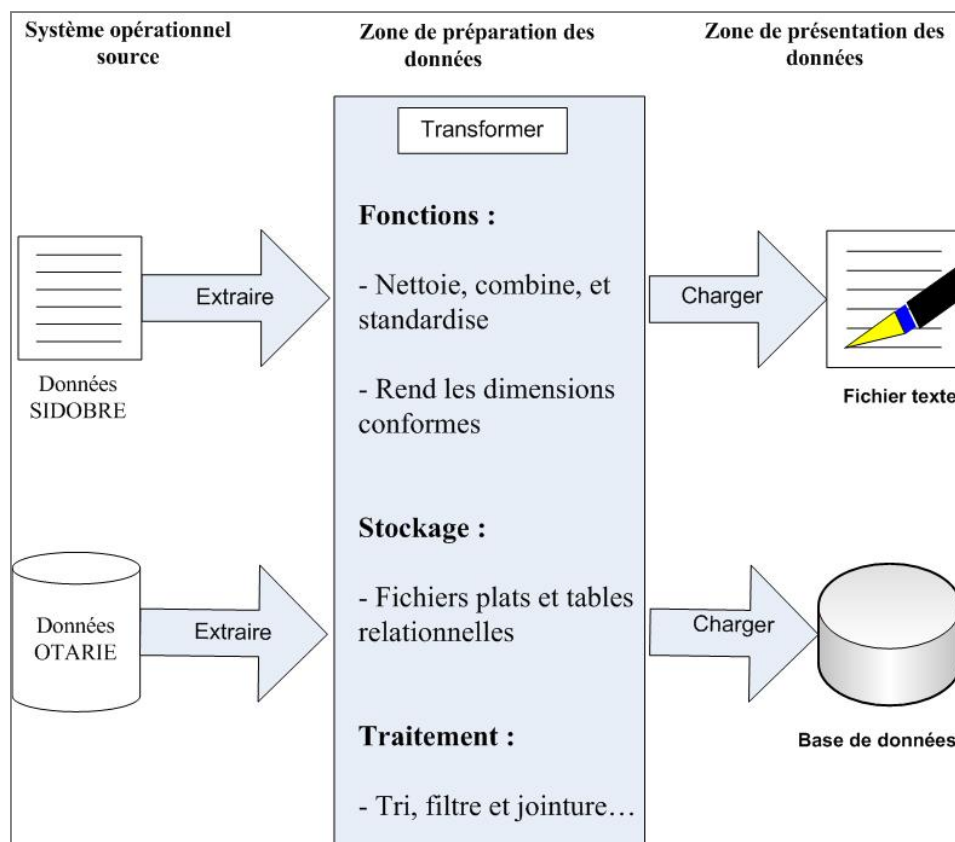 Système opérationnel
source
Zone de préparation des
données
Zone de présentation des
données
Transformer
Fonctions :
- Nettoie, combine, et
standardise
- Rend les dimensions
conformes
Stockage :
- Fichiers plats et tables
relationnelles
Traitement :
- Tri, filtre et jointure…
Extraire
Données
SIDOBRE
Charger
Fichier texte
Données
OTARIE
Extraire
Charger
Base de données